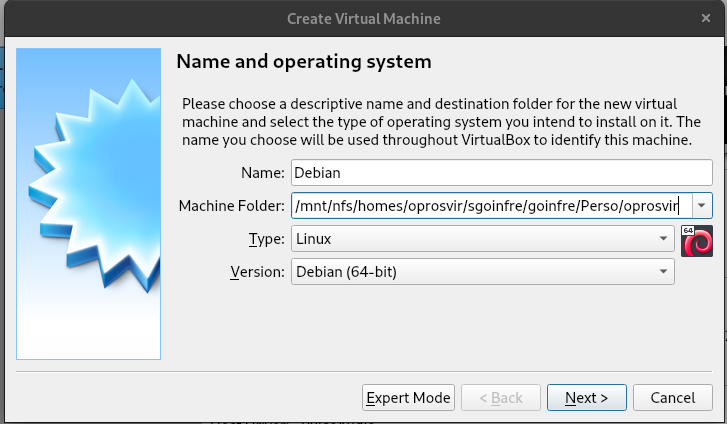 Create Virtual Machine
Name and operating system
Please choose a descriptive name and destination folder for the new virtual
machine and select the type of operating system you intend to install on it. The
name you choose will be used throughout VirtualBox to identify this machine.
Name: Debian
Machine Folder: /mnt/nfs/homes/oprosvir/sgoinfre/goinfre/Perso/oprosvir
Type: Linux
64
Version: Debian (64-bit)
Expert Mode < Back Next > Cancel